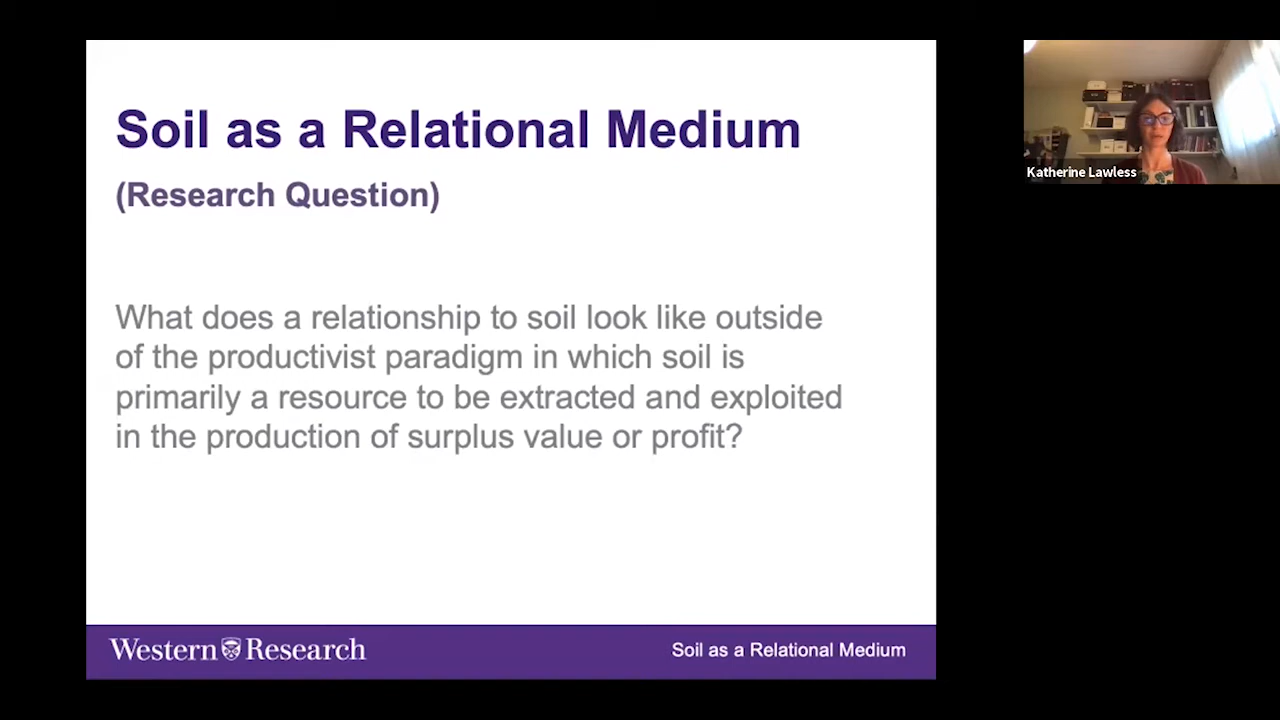 Soil as a Relational Medium
(Research Question)
What does a relationship to soil look like outside
of the productivist paradigm in which soil is
primarily a resource to be extracted and exploited
in the production of surplus value or profit?
Western Research
Soil as a Relational Medium
Katherine Lawless